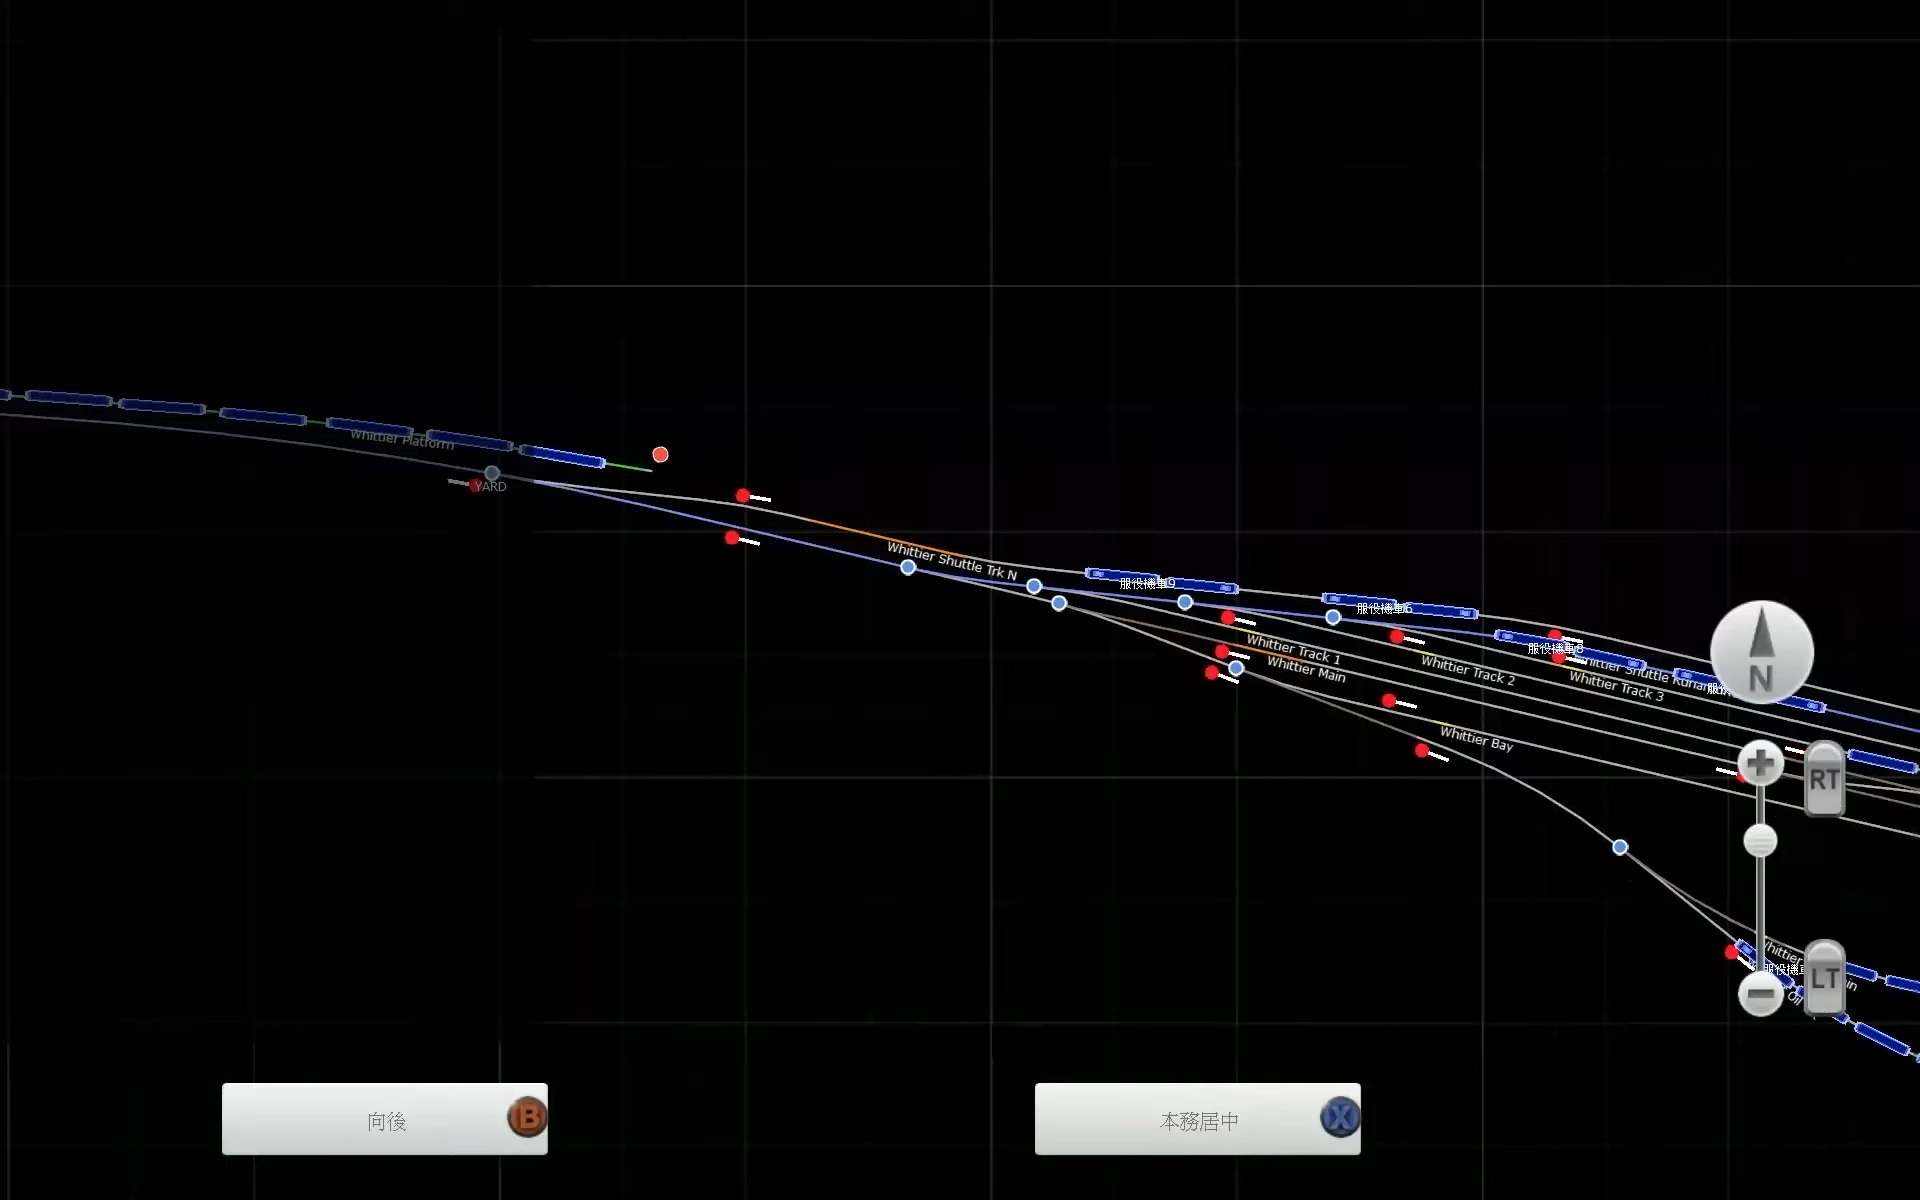 Whittier Platform
YARD
Whittier Shuttle Trk N
服役機車9
服役機車6
服役機車8
Whittier Track 1
Whittier Main
Whittier Track 2
Whittier Track 3
Whittier Bay
N
RT
LT
Oil
向後
B
本務居中
X